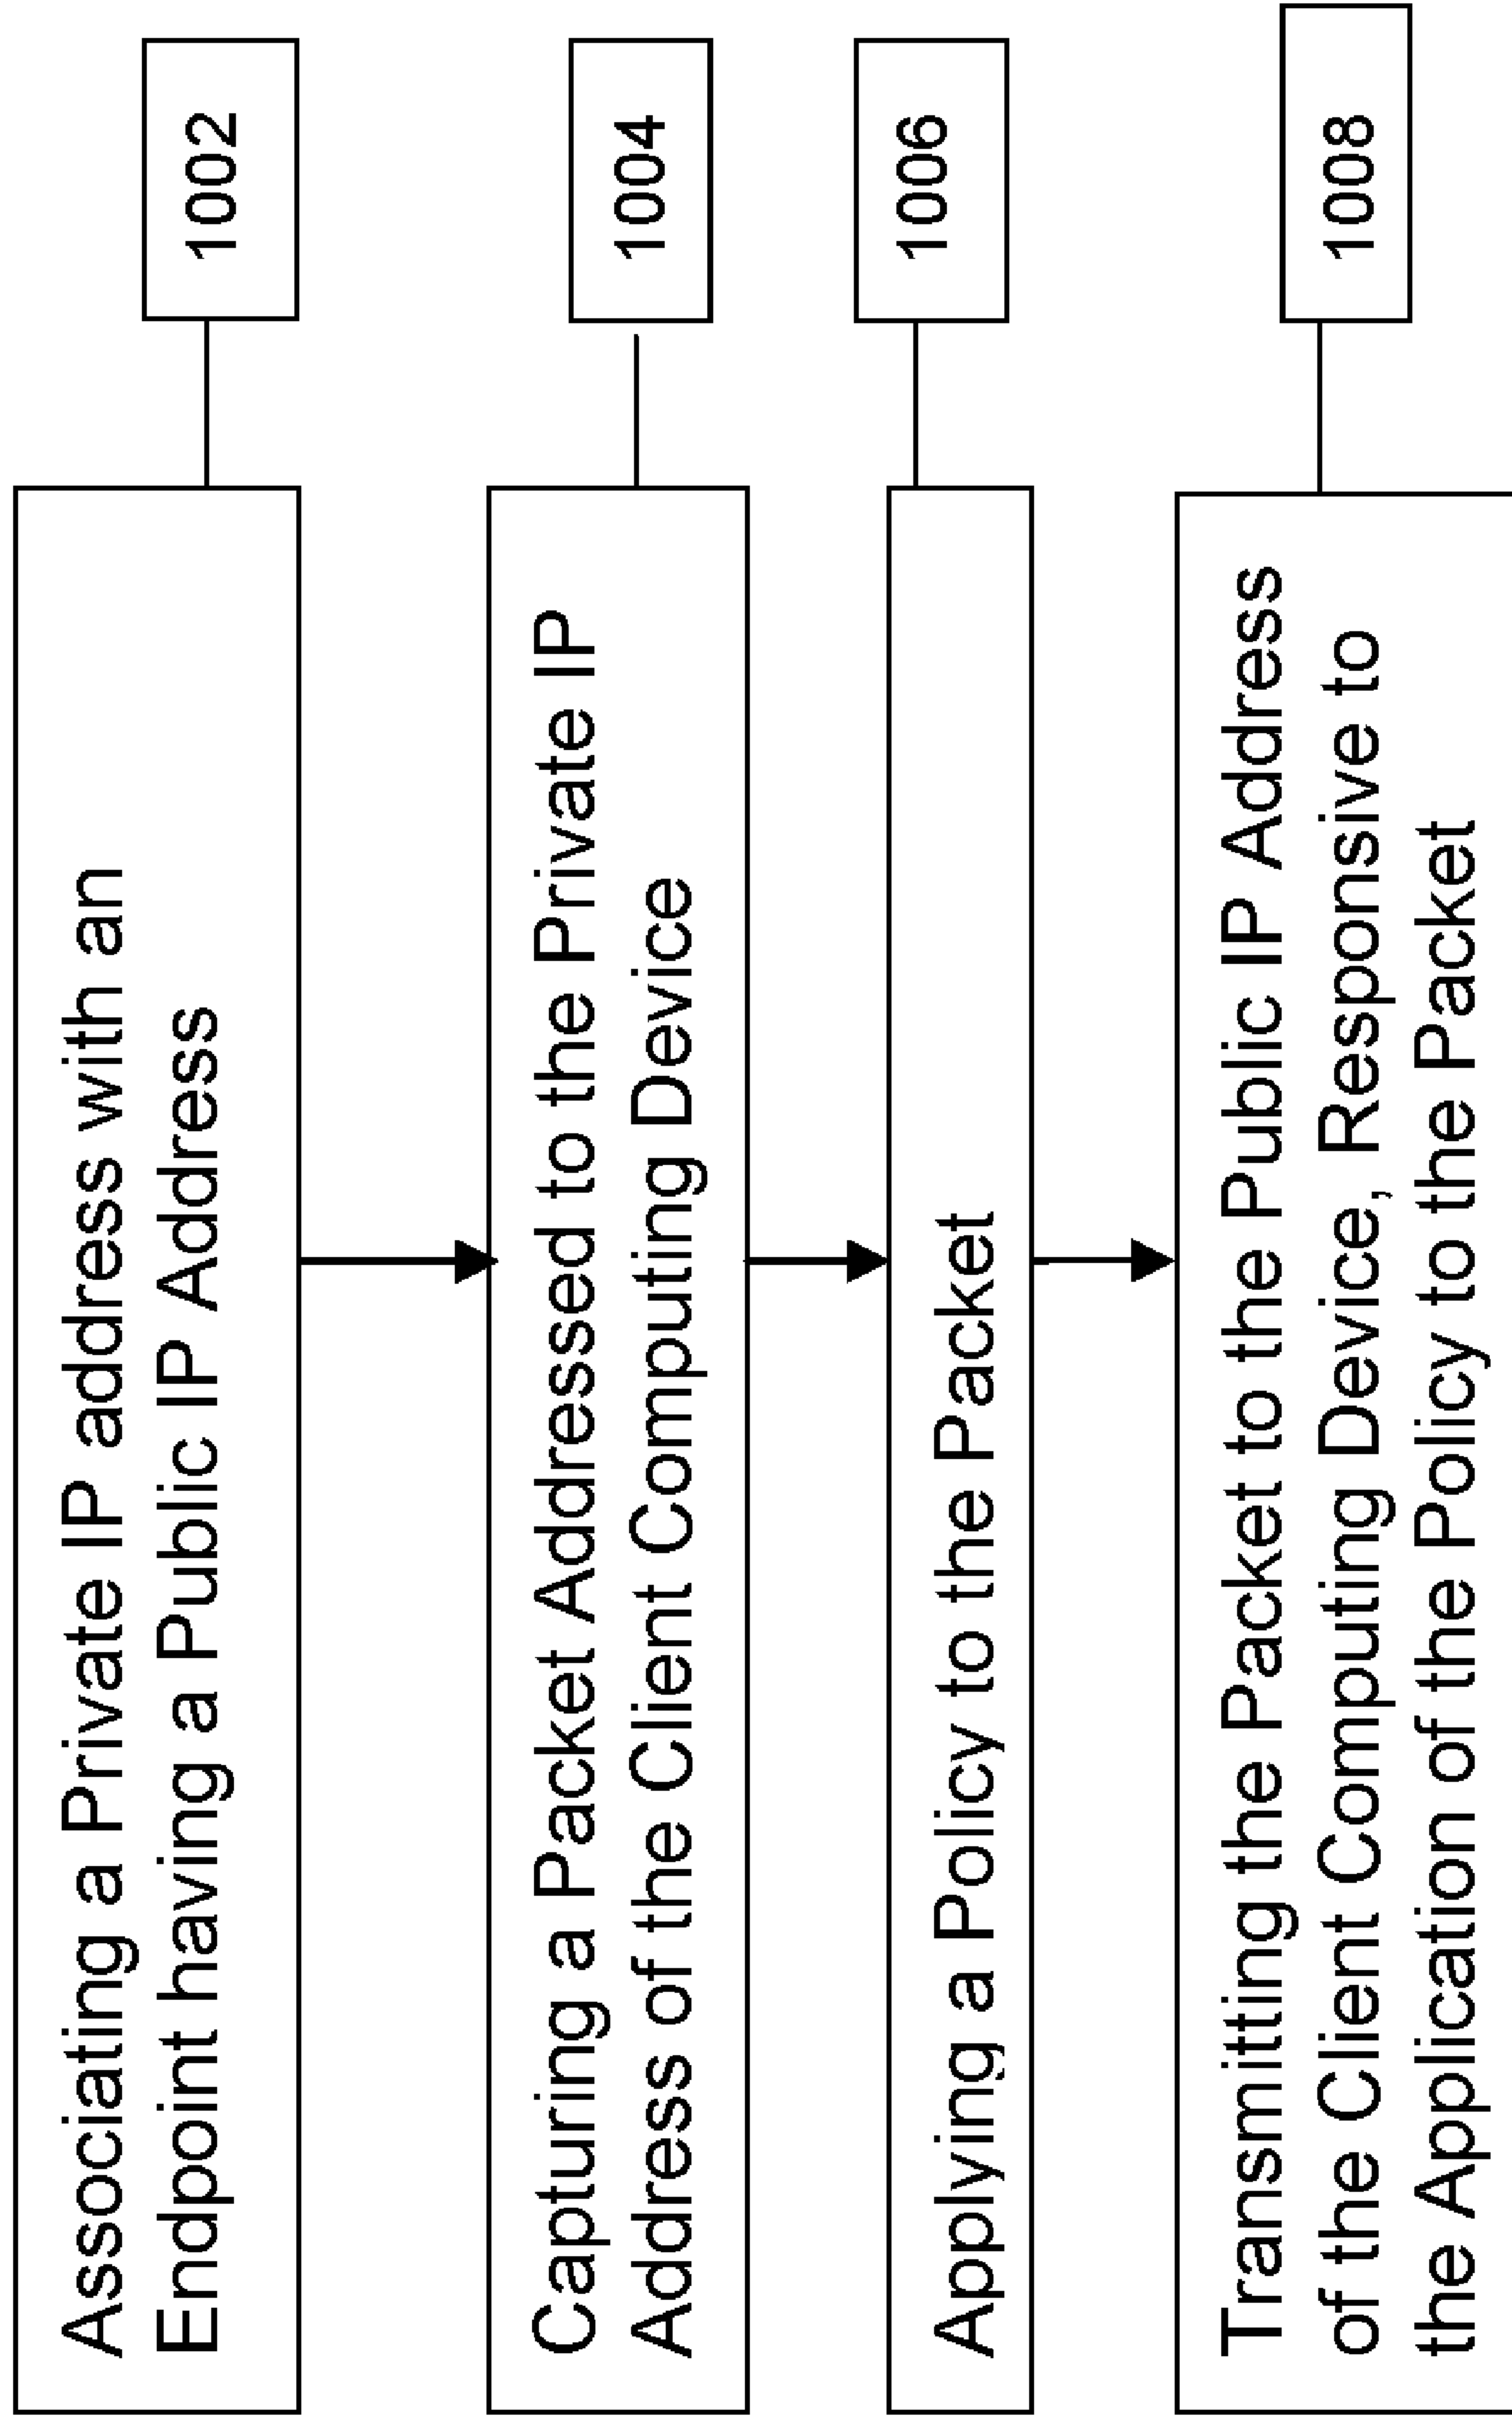 Associating a Private IP address with an
Endpoint having a Public IP Address
1002
Capturing a Packet Addressed to the Private IP
Address of the Client Computing Device
1004
Applying a Policy to the Packet
1006
Transmitting the Packet to the Public IP Address
of the Client Computing Device, Responsive to
the Application of the Policy to the Packet
1008